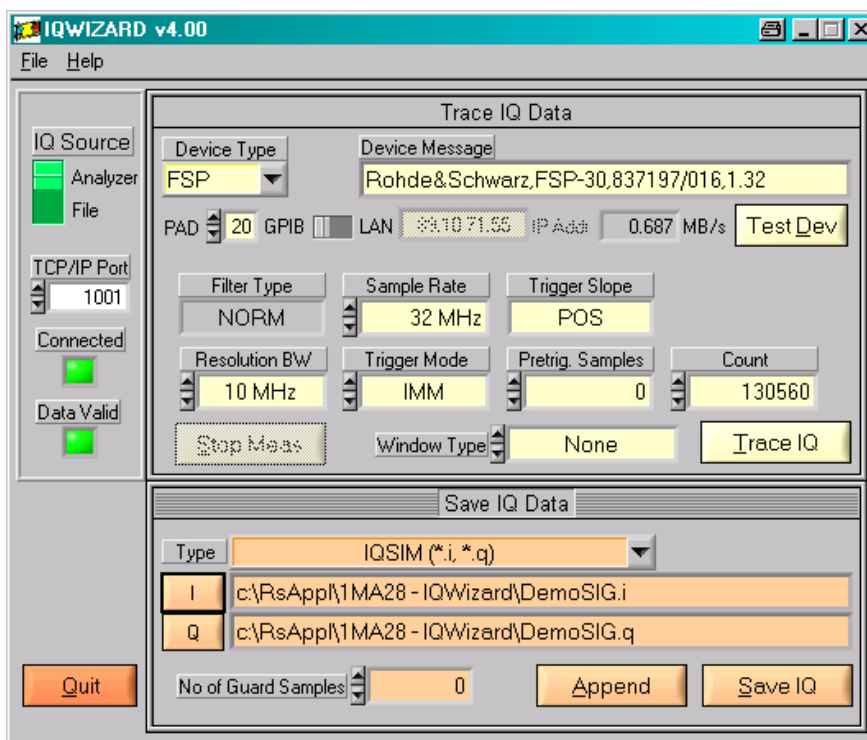 IQWIZARD v4.00
File Help
Trace IQ Data
IQ Source
Analyzer
File
Device Type
FSP
Device Message
Rohde&Schwarz,FSP-30,837197/016,1.32
PAD 20 GPIB LAN 89.10.71.55 IP Addr 0.687 MB/s Test Dev
TCP/IP Port
1001
Connected
Data Valid
Filter Type
NORM
Sample Rate
32 MHz
Trigger Slope
POS
Resolution BW
10 MHz
Trigger Mode
IMM
Pretrig. Samples
0
Count
130560
Stop Meas
Window Type None
Trace IQ
Save IQ Data
Type IQSIM (*.i, *.q)
I c:\RsAppl\1MA28 - IQWizard\DemoSIG.i
Q c:\RsAppl\1MA28 - IQWizard\DemoSIG.q
Quit
No of Guard Samples 0 Append Save IQ